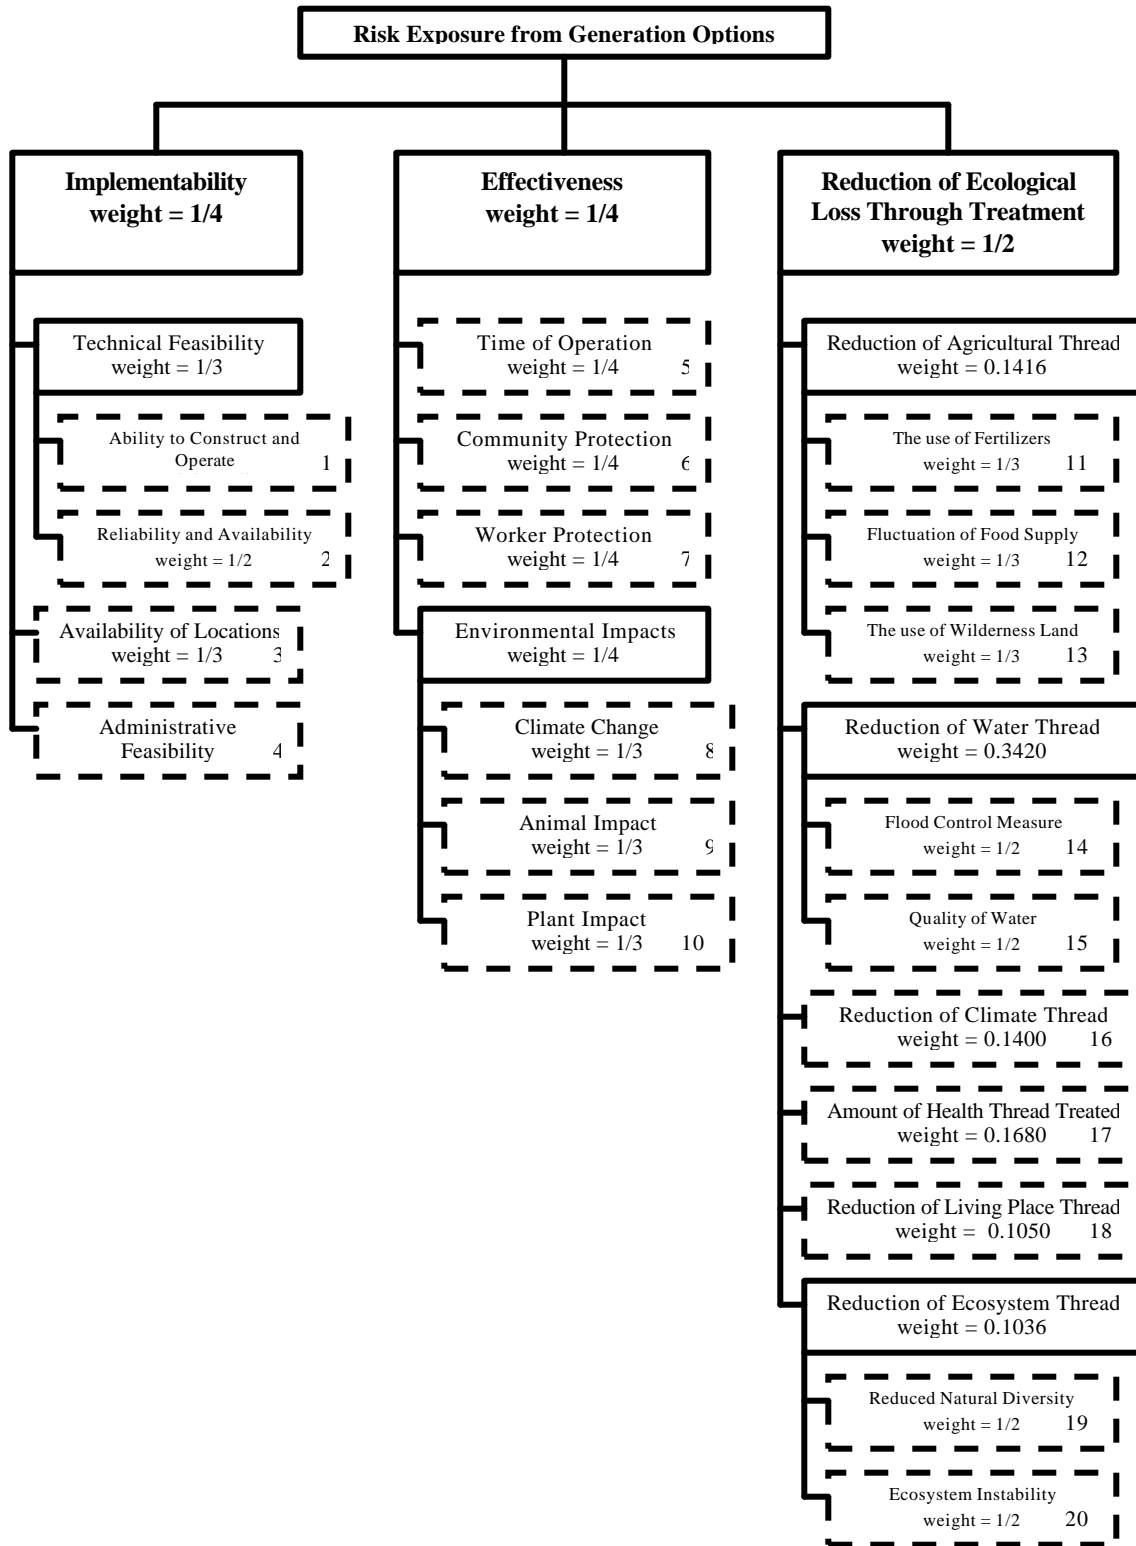 Risk Exposure from Generation Options
Implementability
weight = 1/4
Technical Feasibility
weight = 1/3
Ability to Construct and
Operate 1
Reliability and Availability
weight = 1/2 2
Availability of Locations
weight = 1/3 3
Administrative
Feasibility 4
Effectiveness
weight = 1/4
Time of Operation
weight = 1/4 5
Community Protection
weight = 1/4 6
Worker Protection
weight = 1/4 7
Environmental Impacts
weight = 1/4
Climate Change
weight = 1/3 8
Animal Impact
weight = 1/3 9
Plant Impact
weight = 1/3 10
Reduction of Ecological
Loss Through Treatment
weight = 1/2
Reduction of Agricultural Thread
weight = 0.1416
The use of Fertilizers
weight = 1/3 11
Fluctuation of Food Supply
weight = 1/3 12
The use of Wilderness Land
weight = 1/3 13
Reduction of Water Thread
weight = 0.3420
Flood Control Measure
weight = 1/2 14
Quality of Water
weight = 1/2 15
Reduction of Climate Thread
weight = 0.1400 16
Amount of Health Thread Treated
weight = 0.1680 17
Reduction of Living Place Thread
weight = 0.1050 18
Reduction of Ecosystem Thread
weight = 0.1036
Reduced Natural Diversity
weight = 1/2 19
Ecosystem Instability
weight = 1/2 20